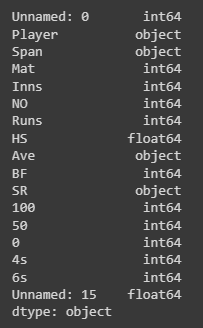 Unnamed: 0 int64
Player object
Span object
Mat int64
Inns int64
NO int64
Runs int64
HS float64
Ave object
BF int64
SR object
100 int64
50 int64
0 int64
4s int64
6s int64
Unnamed: 15 float64
dtype: object